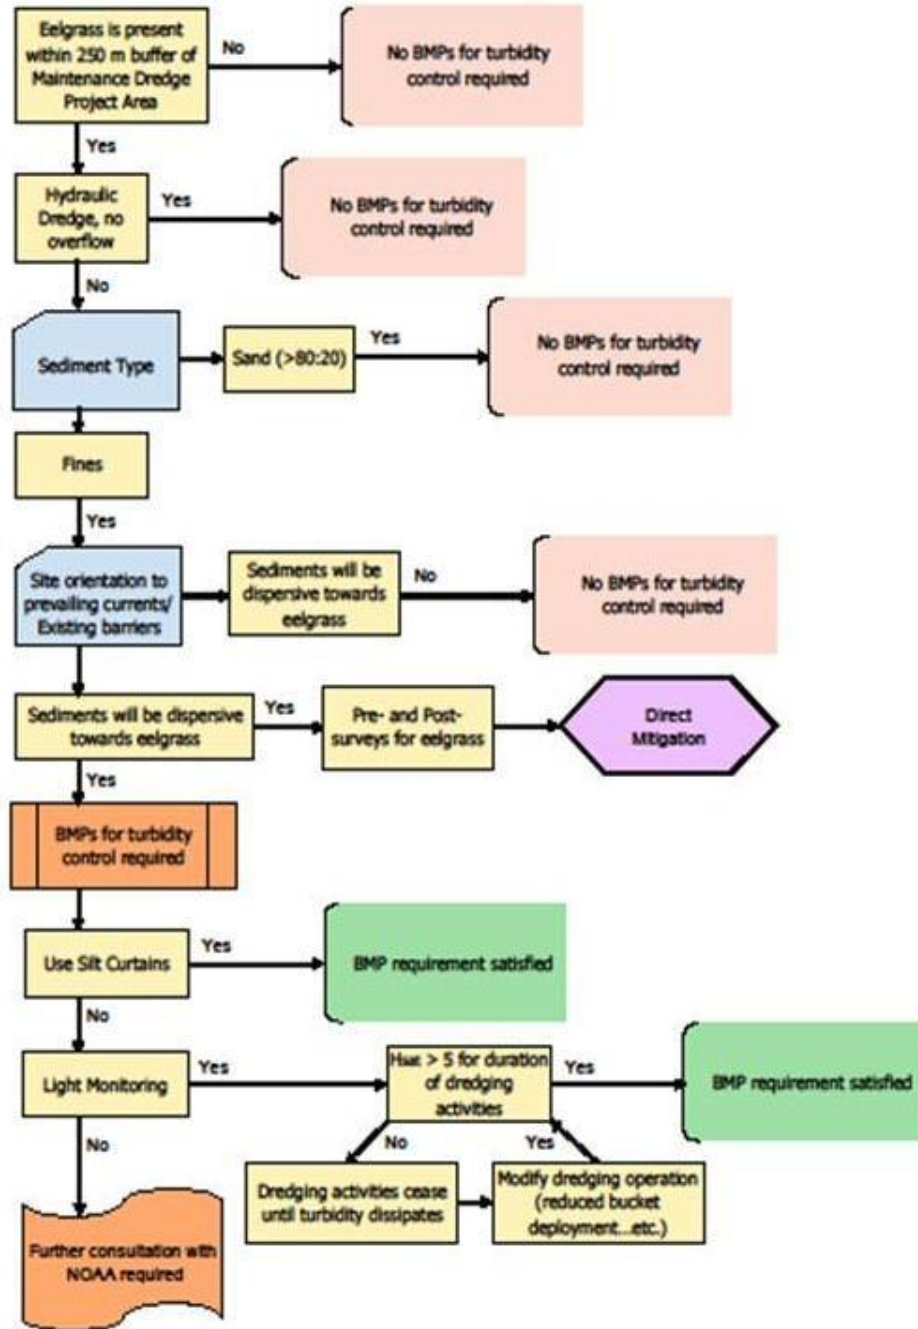 Eelgrass is present
within 250 m buffer of
Maintenance Dredge
Project Area
No
No BMPs for turbidity
control required
Yes
Hydraulic
Dredge, no
overflow
Yes
No BMPs for turbidity
control required
No
Sediment Type
Sand (>80:20)
Yes
No BMPs for turbidity
control required
Fines
Yes
Site orientation to
prevailing currents/
Existing barriers
Sediments will be
dispersive towards
eelgrass
No
No BMPs for turbidity
control required
Sediments will be dispersive
towards eelgrass
Yes
Pre- and Post-
surveys for eelgrass
Direct
Mitigation
Yes
BMPs for turbidity
control required
Use Silt Curtains
Yes
BMP requirement satisfied
No
Light Monitoring
Yes
> 5 for duration
of dredging
activities
Yes
BMP requirement satisfied
No
No
Yes
Dredging activities cease
until turbidity dissipates
Modify dredging operation
(reduced bucket
deployment...etc.)
Further consultation with
NOAA required